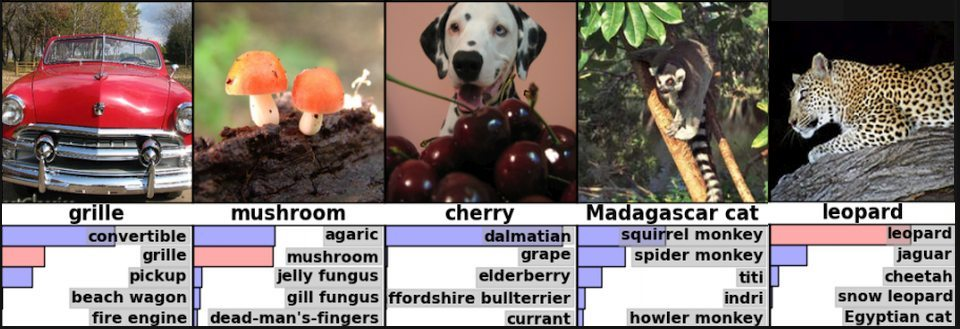 grille
convertible
grille
pickup
beach wagon
fire engine
mushroom
agaric
mushroom
jelly fungus
gill fungus
dead-man's-fingers
cherry
dalmatian
grape
elderberry
ffordshire bullterrier
currant
Madagascar cat
squirrel monkey
spider monkey
titi
indri
howler monkey
leopard
leopard
jaguar
cheetah
snow leopard
Egyptian cat